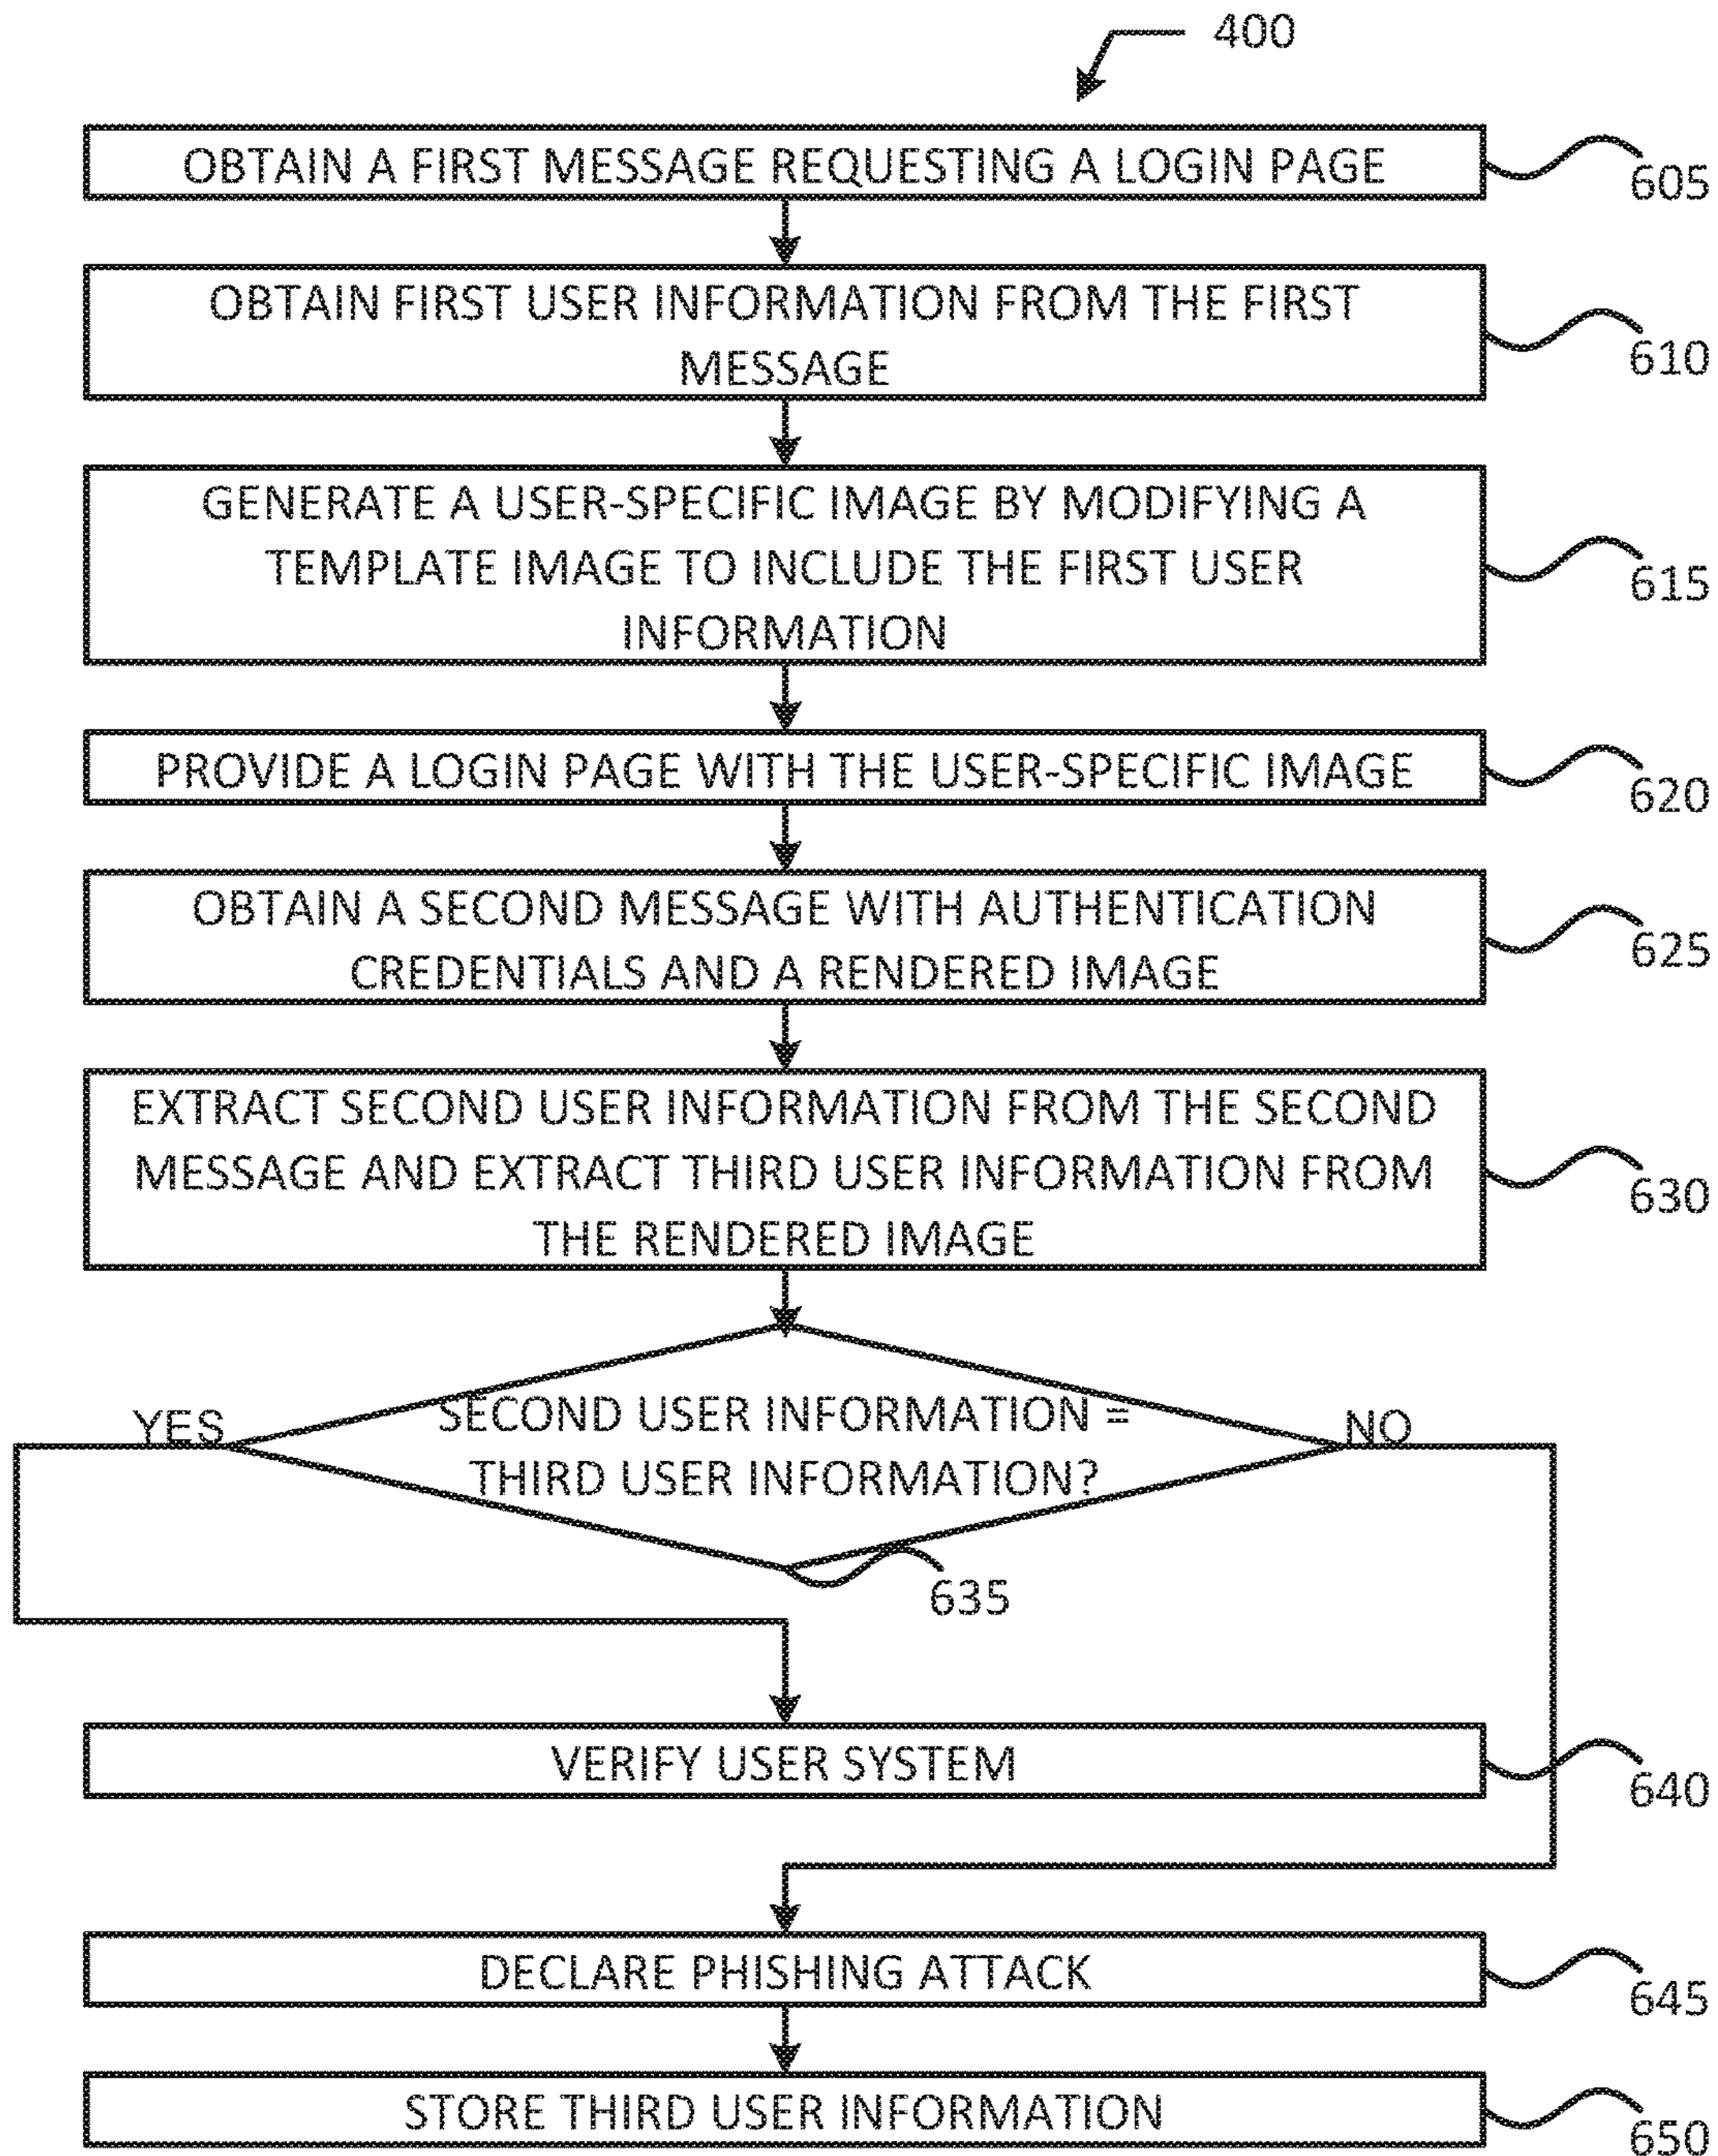 400
OBTAIN A FIRST MESSAGE REQUESTING A LOGIN PAGE
605
OBTAIN FIRST USER INFORMATION FROM THE FIRST
MESSAGE
610
GENERATE A USER-SPECIFIC IMAGE BY MODIFYING A
TEMPLATE IMAGE TO INCLUDE THE FIRST USER
INFORMATION
615
PROVIDE A LOGIN PAGE WITH THE USER-SPECIFIC IMAGE
620
OBTAIN A SECOND MESSAGE WITH AUTHENTICATION
CREDENTIALS AND A RENDERED IMAGE
625
EXTRACT SECOND USER INFORMATION FROM THE SECOND
MESSAGE AND EXTRACT THIRD USER INFORMATION FROM
THE RENDERED IMAGE
630
YES
SECOND USER INFORMATION =
THIRD USER INFORMATION?
NO
635
VERIFY USER SYSTEM
640
DECLARE PHISHING ATTACK
645
STORE THIRD USER INFORMATION
650